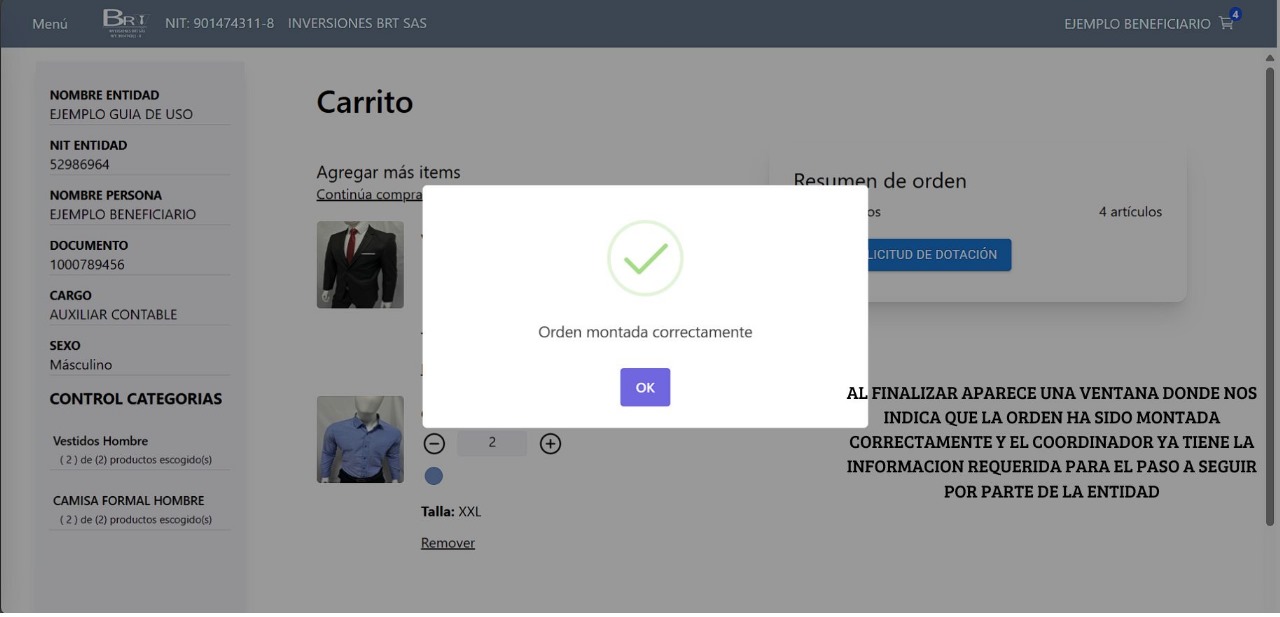 Menú
BRT
NIT: 901474311-8
INVERSIONES BRT SAS
EJEMPLO BENEFICIARIO
4
NOMBRE ENTIDAD
EJEMPLO GUIA DE USO
NIT ENTIDAD
52986964
NOMBRE PERSONA
EJEMPLO BENEFICIARIO
DOCUMENTO
1000789456
CARGO
AUXILIAR CONTABLE
SEXO
Másculino
CONTROL CATEGORIAS
Vestidos Hombre
( 2 ) de (2) productos escogido(s)
CAMISA FORMAL HOMBRE
( 2 ) de (2) productos escogido(s)
Carrito
Agregar más items
Continúa compra
2
Talla: XXL
Remover
Orden montada correctamente
OK
Resumen de orden
os
4 artículos
LICITUD DE DOTACIÓN
AL FINALIZAR APARECE UNA VENTANA DONDE NOS
INDICA QUE LA ORDEN HA SIDO MONTADA
CORRECTAMENTE Y EL COORDINADOR YA TIENE LA
INFORMACION REQUERIDA PARA EL PASO A SEGUIR
POR PARTE DE LA ENTIDAD